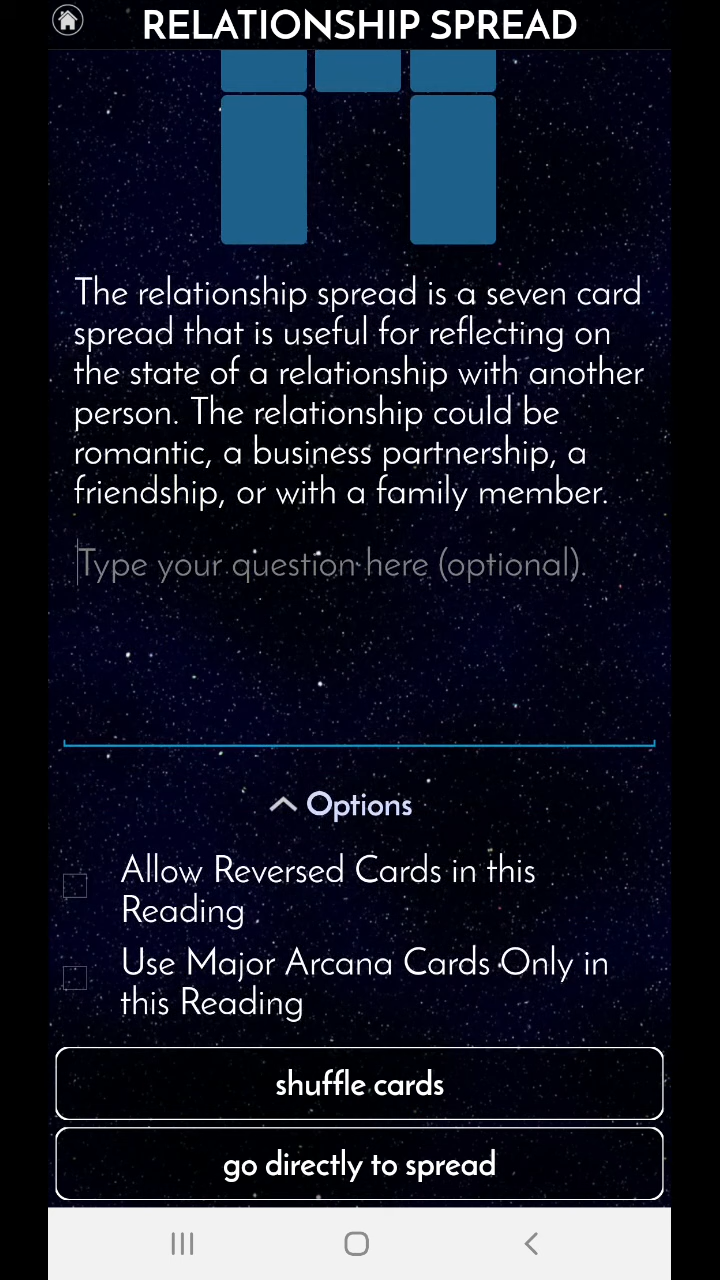 RELATIONSHIP SPREAD
The relationship spread is a seven card
spread that is useful for reflecting on
the state of a relationship with another
person. The relationship could be
romantic, a business partnership, a
friendship, or with a family member.
Type your question here (optional).
Options
Allow Reversed Cards in this
Reading
Use Major Arcana Cards Only in
this Reading
shuffle cards
go directly to spread